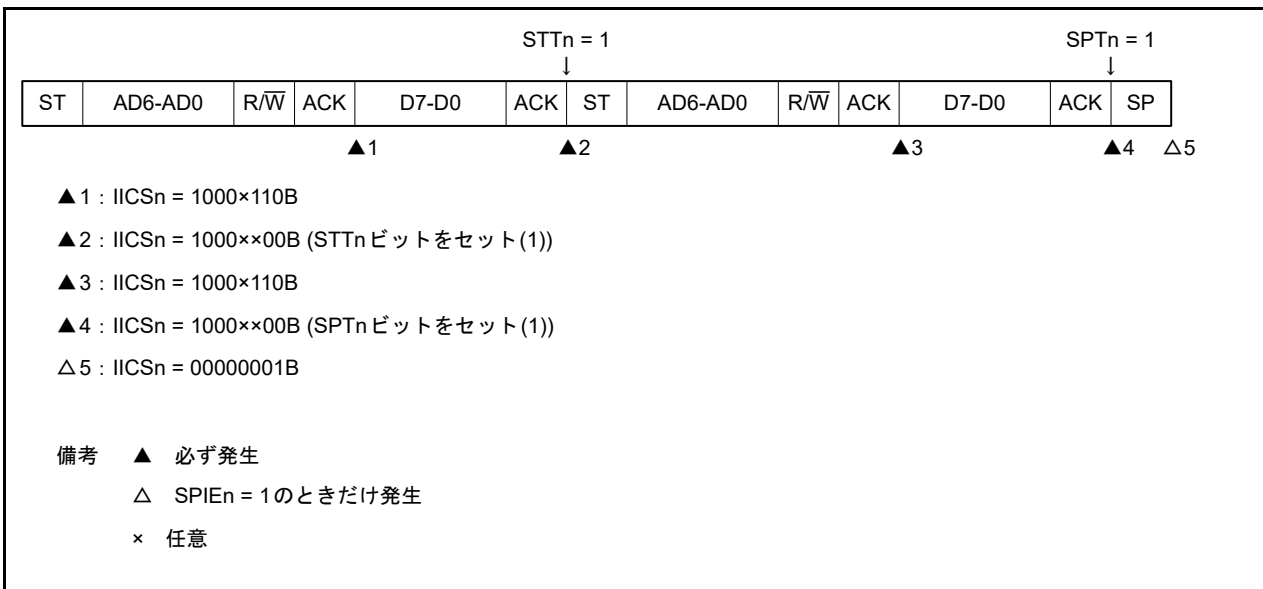 STTn = 1 SPTn = 1
↓ ↓
ST AD6-AD0 R/W̅ ACK D7-D0 ACK ST AD6-AD0 R/W̅ ACK D7-D0 ACK SP
▲1 ▲2 ▲3 ▲4 △5
▲1：IICSn = 1000×110B
▲2：IICSn = 1000××00B (STTnビットをセット(1))
▲3：IICSn = 1000×110B
▲4：IICSn = 1000××00B (SPTnビットをセット(1))
△5：IICSn = 00000001B
備考 ▲ 必ず発生
△ SPIEn = 1のときだけ発生
× 任意